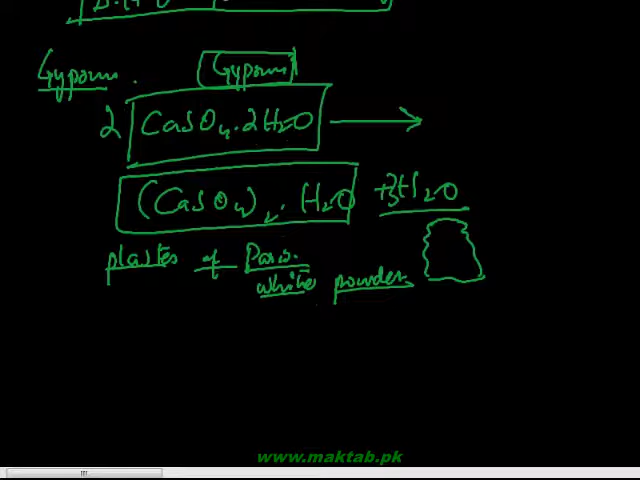 Gypsum. Gypsum
2 CaSO4.2H2O →
(CaSO4)2.H2O +3H2O
plaster of Paris.
white powder
www.maktab.pk